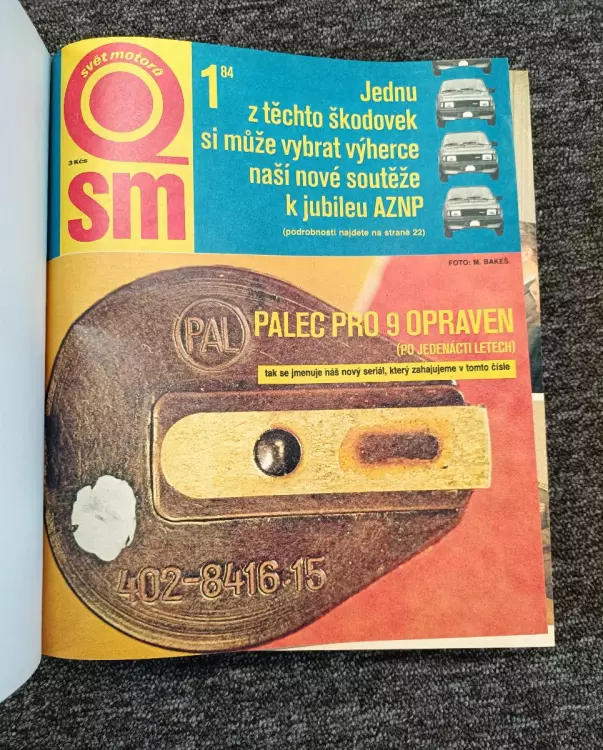 svět motorů
3 Kčs
sm
1 84
Jednu
z těchto škodovek
si může vybrat výherce
naší nové soutěže
k jubileu AZNP
(podrobnosti najdete na straně 22)
FOTO: M. BAKEŠ
PAL
PALEC PRO 9 OPRAVEN
(PO JEDENÁCTI LETECH)
tak se jmenuje náš nový seriál, který zahajujeme v tomto čísle
402-8416·15